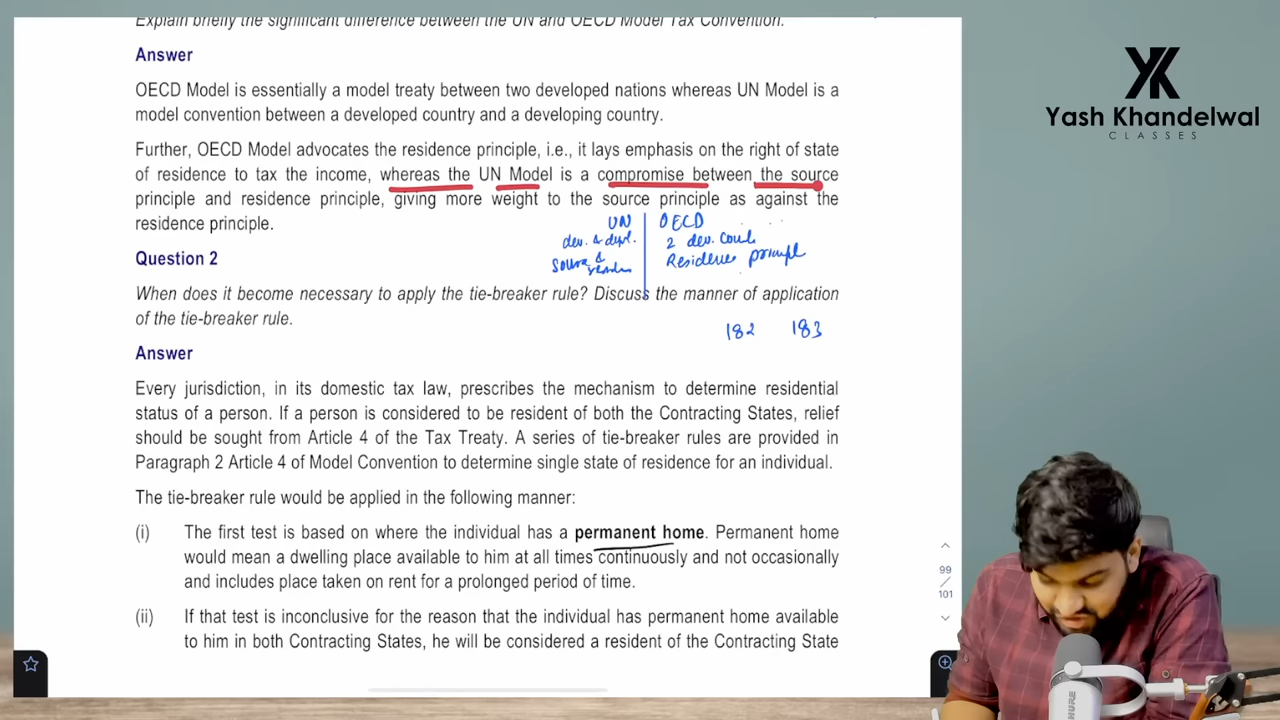 Explain briefly the significant difference between the UN and OECD Model Tax Convention.
Answer
OECD Model is essentially a model treaty between two developed nations whereas UN Model is a
model convention between a developed country and a developing country.
Further, OECD Model advocates the residence principle, i.e., it lays emphasis on the right of state
of residence to tax the income, whereas the UN Model is a compromise between the source
principle and residence principle, giving more weight to the source principle as against the
residence principle.
UN | OECD
dev. &
2 dev.
Source &
Residence principle
Question 2
When does it become necessary to apply the tie-breaker rule? Discuss the manner of application
of the tie-breaker rule.
182 183
Answer
Every jurisdiction, in its domestic tax law, prescribes the mechanism to determine residential
status of a person. If a person is considered to be resident of both the Contracting States, relief
should be sought from Article 4 of the Tax Treaty. A series of tie-breaker rules are provided in
Paragraph 2 Article 4 of Model Convention to determine single state of residence for an individual.
The tie-breaker rule would be applied in the following manner:
(i) The first test is based on where the individual has a permanent home. Permanent home
would mean a dwelling place available to him at all times continuously and not occasionally
and includes place taken on rent for a prolonged period of time.
(ii) If that test is inconclusive for the reason that the individual has permanent home available
to him in both Contracting States, he will be considered a resident of the Contracting State
99
/
101
YK
Yash Khandelwal
CLASSES
SHURE